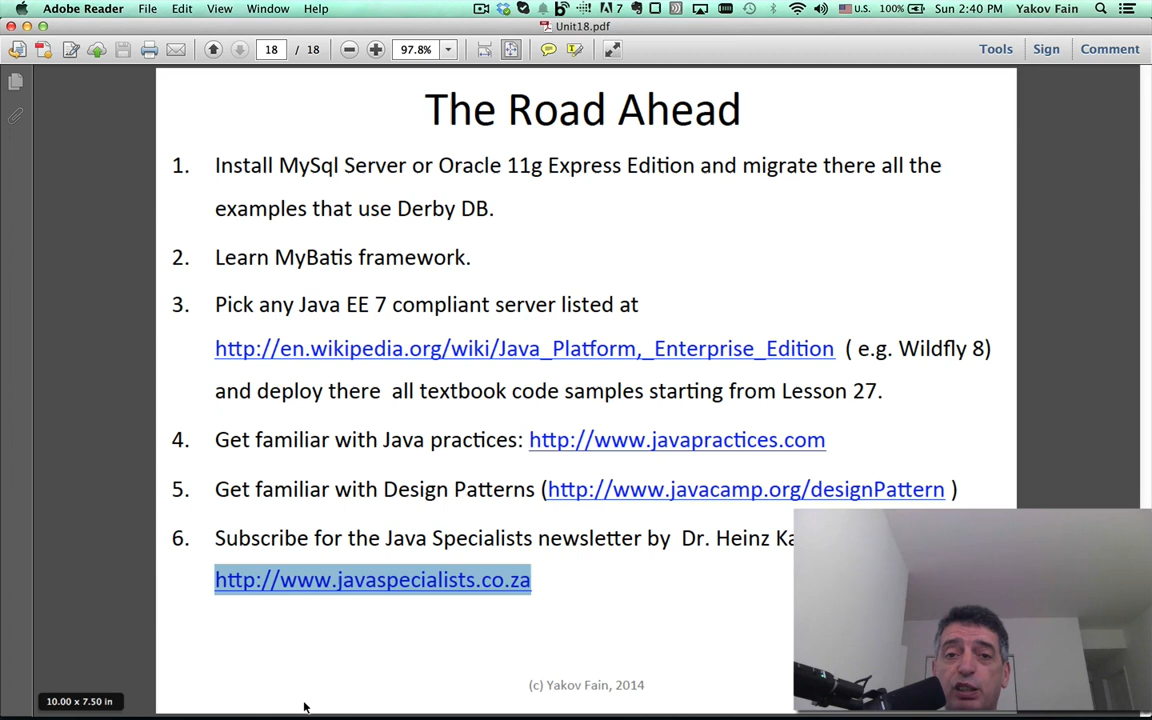 Adobe Reader File Edit View Window Help 7 U.S. 100% Sun 2:40 PM Yakov Fain
Unit18.pdf
18 / 18 97.8% Tools Sign Comment
The Road Ahead
1. Install MySql Server or Oracle 11g Express Edition and migrate there all the
examples that use Derby DB.
2. Learn MyBatis framework.
3. Pick any Java EE 7 compliant server listed at
http://en.wikipedia.org/wiki/Java_Platform,_Enterprise_Edition ( e.g. Wildfly 8)
and deploy there all textbook code samples starting from Lesson 27.
4. Get familiar with Java practices: http://www.javapractices.com
5. Get familiar with Design Patterns (http://www.javacamp.org/designPattern )
6. Subscribe for the Java Specialists newsletter by Dr. Heinz Ka
http://www.javaspecialists.co.za
(c) Yakov Fain, 2014
10.00 x 7.50 in